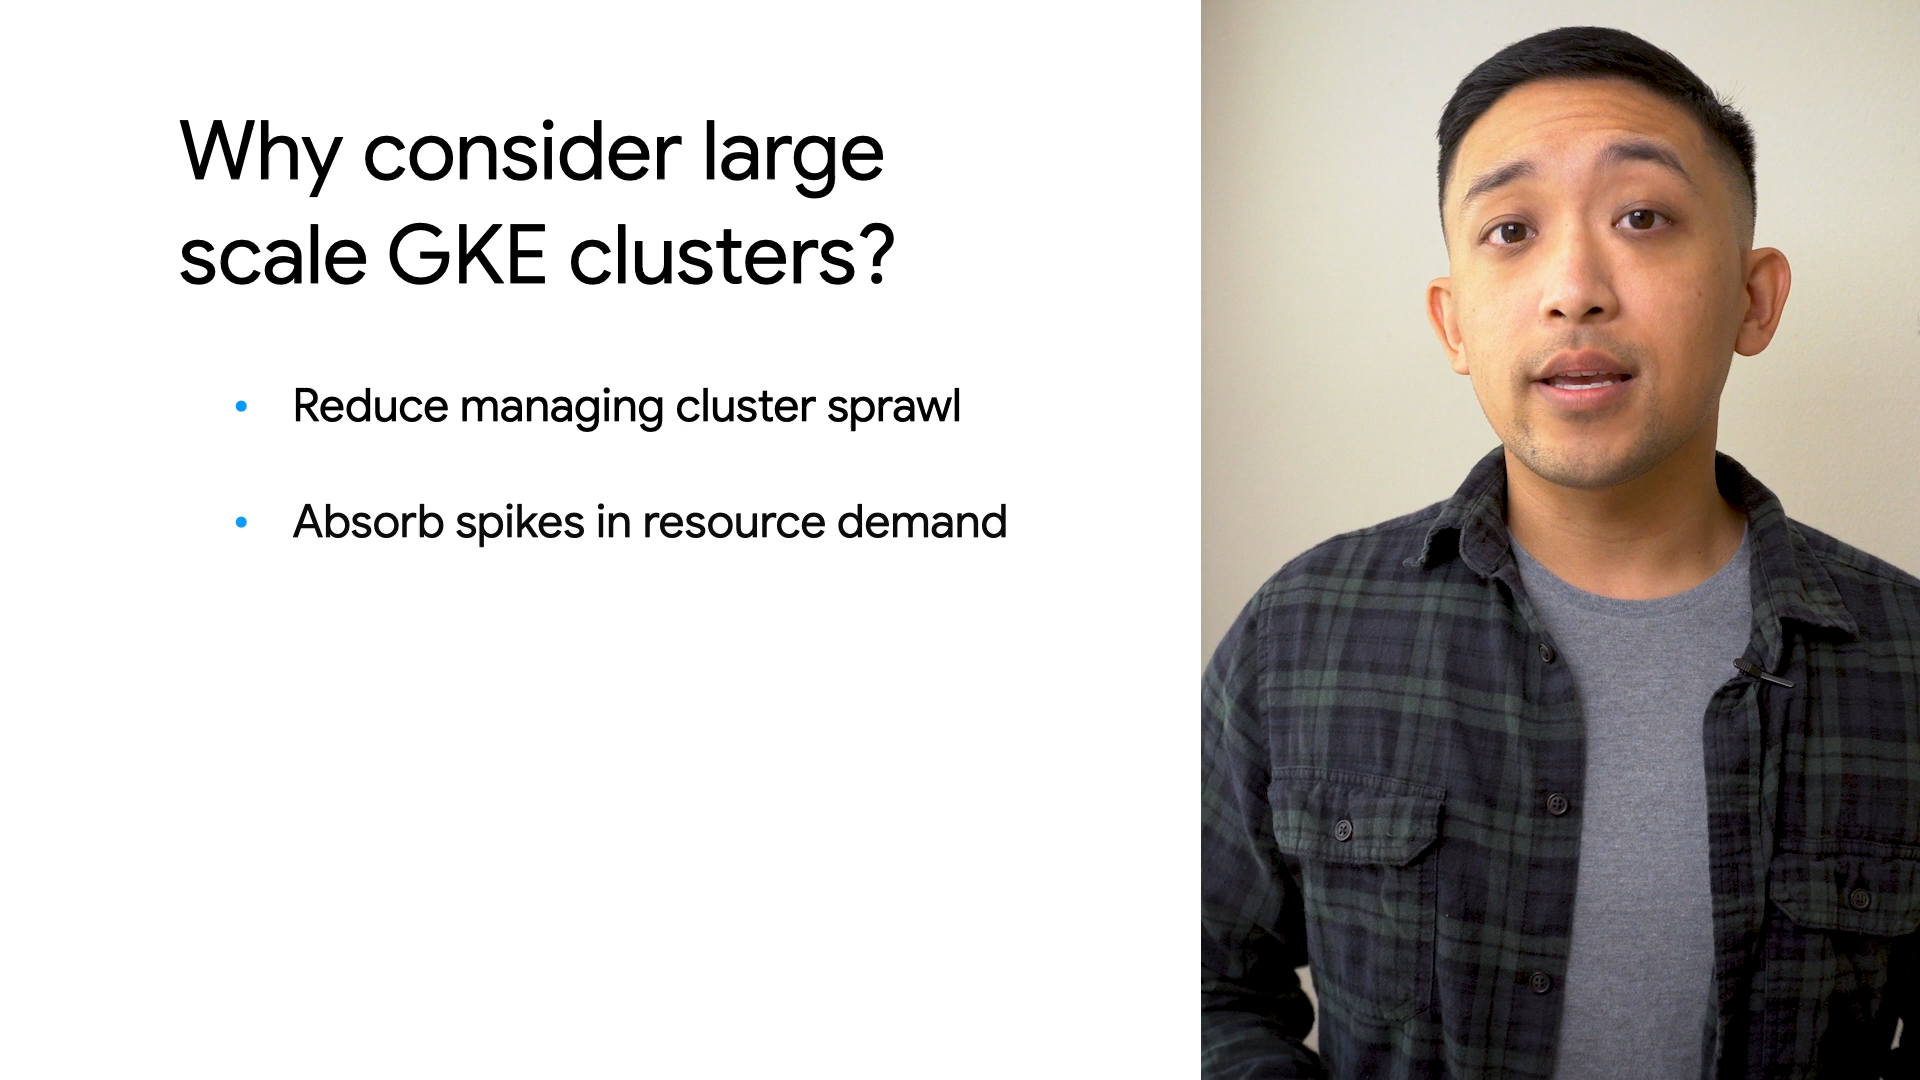 Why consider large
scale GKE clusters?
• Reduce managing cluster sprawl
• Absorb spikes in resource demand